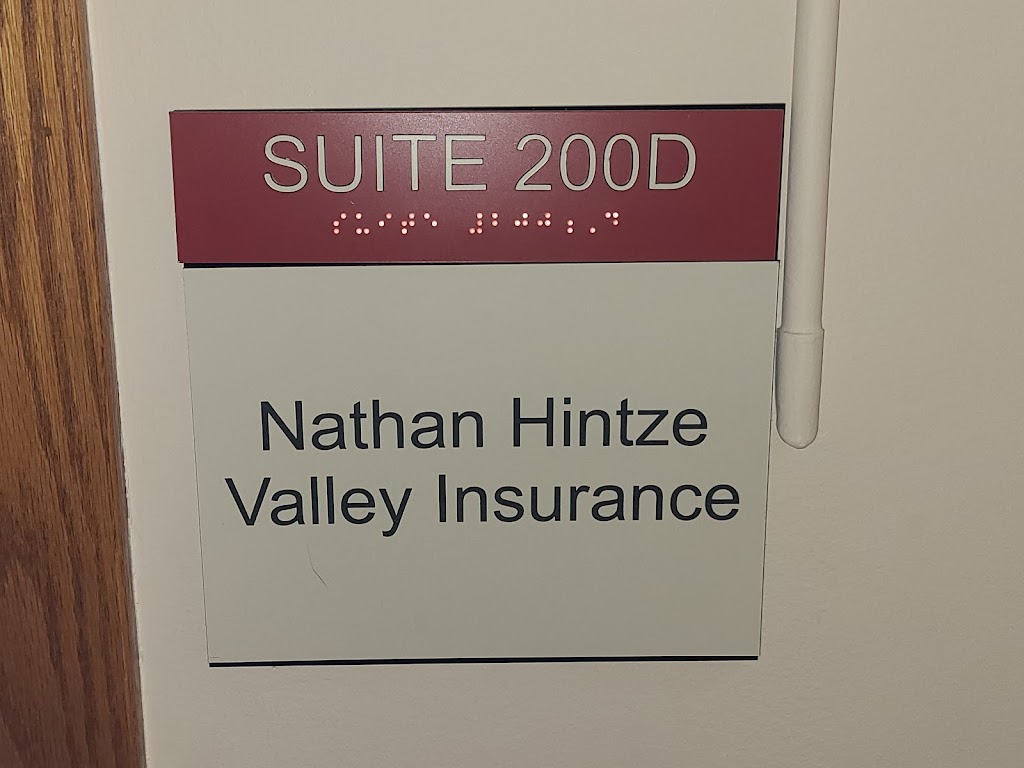 SUITE 200D
⠎⠥⠊⠞⠑ ⠼⠃⠚⠚⠰⠠⠙
Nathan Hintze
Valley Insurance